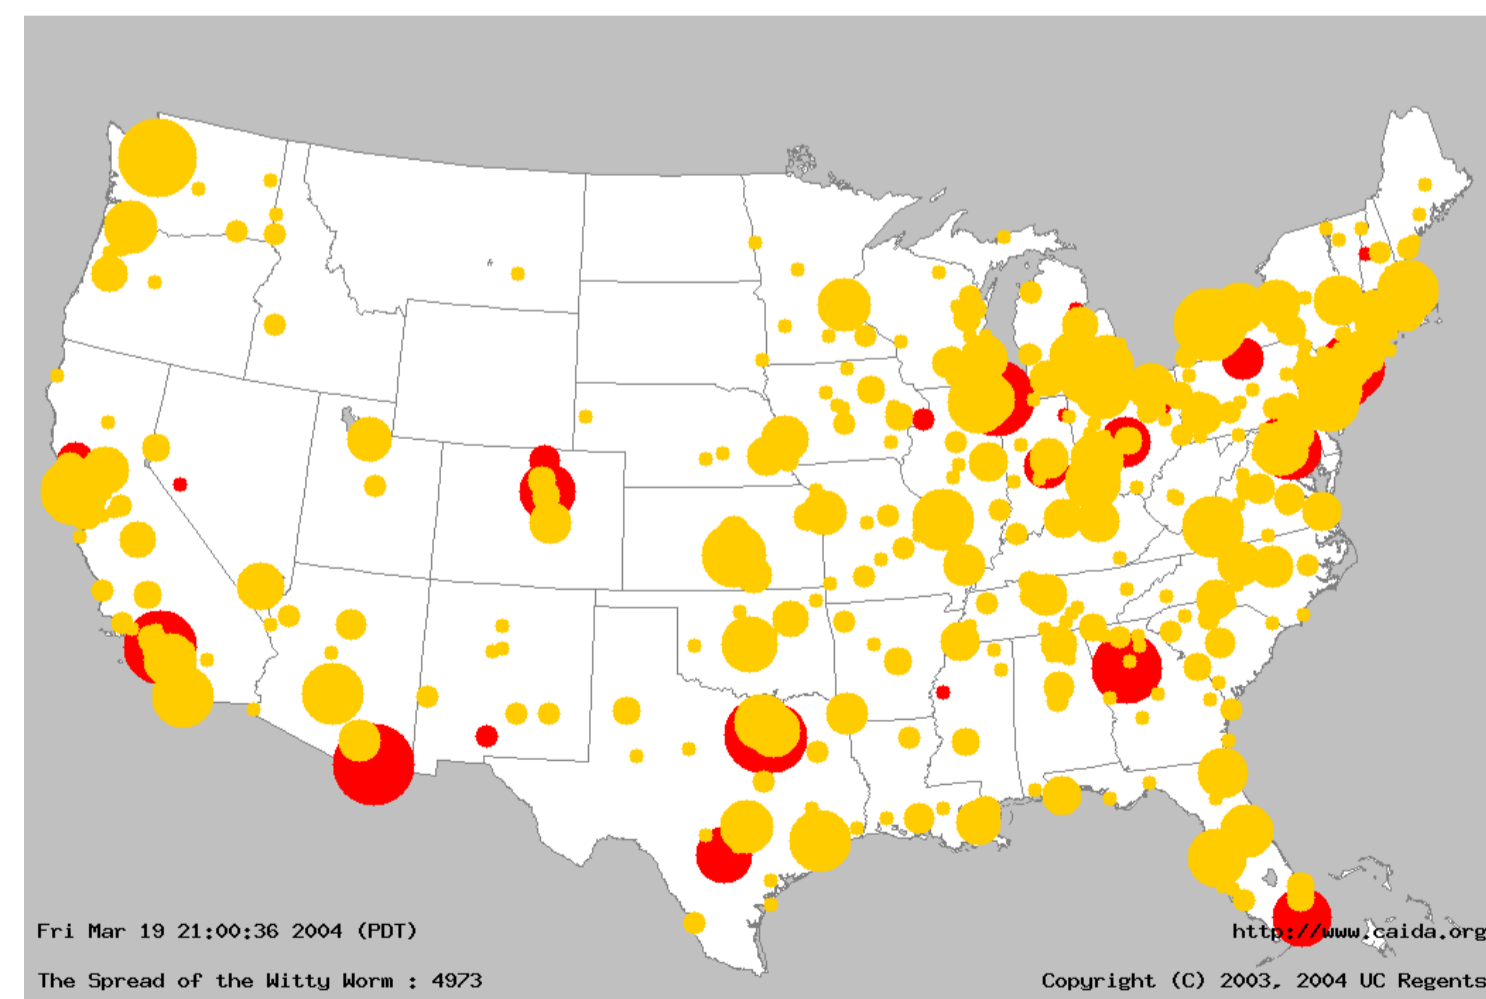 Fri Mar 19 21:00:36 2004 (PDT)
http://www.caida.org
The Spread of the Witty Worm : 4973
Copyright (C) 2003, 2004 UC Regents